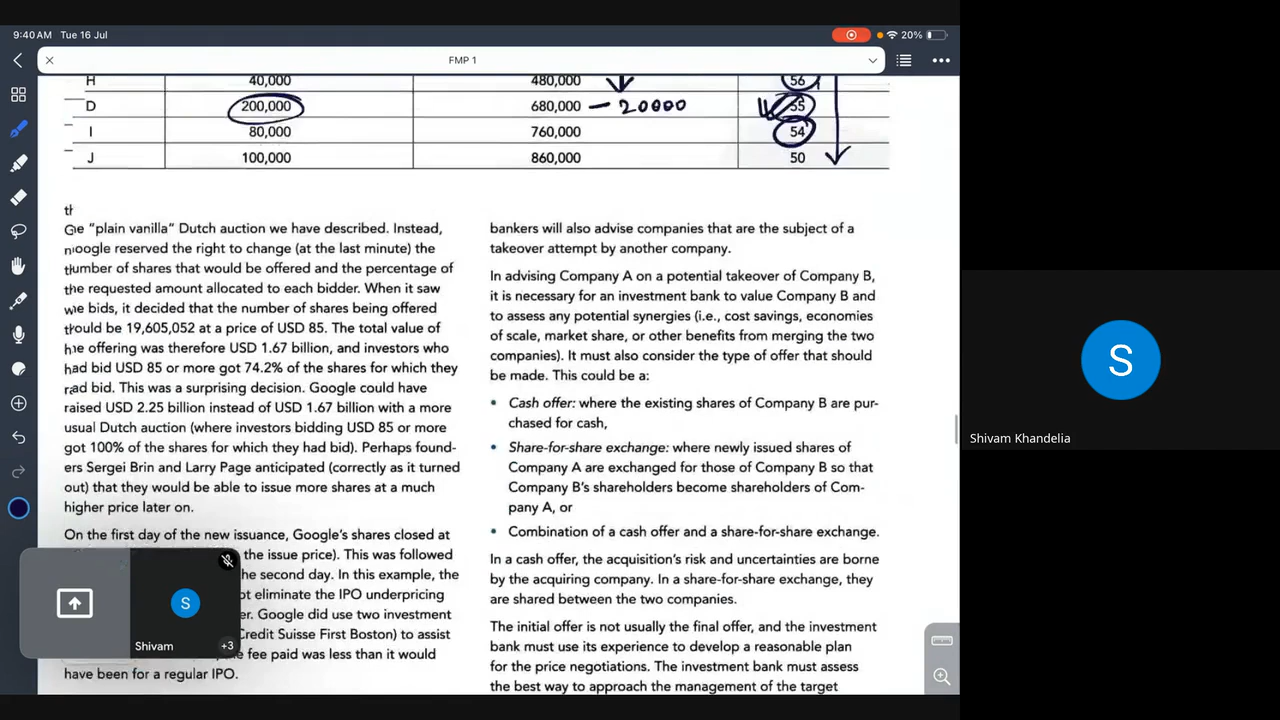 9:40 AM Tue 16 Jul
20%
FMP 1
H 40,000 480,000 56
D 200,000 680,000 – 20000 55
I 80,000 760,000 54
J 100,000 860,000 50
th
Ge "plain vanilla" Dutch auction we have described. Instead,
noogle reserved the right to change (at the last minute) the
thumber of shares that would be offered and the percentage of
the requested amount allocated to each bidder. When it saw
we bids, it decided that the number of shares being offered
thould be 19,605,052 at a price of USD 85. The total value of
he offering was therefore USD 1.67 billion, and investors who
had bid USD 85 or more got 74.2% of the shares for which they
rad bid. This was a surprising decision. Google could have
raised USD 2.25 billion instead of USD 1.67 billion with a more
usual Dutch auction (where investors bidding USD 85 or more
got 100% of the shares for which they had bid). Perhaps found-
ers Sergei Brin and Larry Page anticipated (correctly as it turned
out) that they would be able to issue more shares at a much
higher price later on.
On the first day of the new issuance, Google's shares closed at
the issue price). This was followed
he second day. In this example, the
ot eliminate the IPO underpricing
er. Google did use two investment
Credit Suisse First Boston) to assist
e fee paid was less than it would
have been for a regular IPO.
bankers will also advise companies that are the subject of a
takeover attempt by another company.
In advising Company A on a potential takeover of Company B,
it is necessary for an investment bank to value Company B and
to assess any potential synergies (i.e., cost savings, economies
of scale, market share, or other benefits from merging the two
companies). It must also consider the type of offer that should
be made. This could be a:
• Cash offer: where the existing shares of Company B are pur-
chased for cash,
• Share-for-share exchange: where newly issued shares of
Company A are exchanged for those of Company B so that
Company B's shareholders become shareholders of Com-
pany A, or
• Combination of a cash offer and a share-for-share exchange.
In a cash offer, the acquisition's risk and uncertainties are borne
by the acquiring company. In a share-for-share exchange, they
are shared between the two companies.
The initial offer is not usually the final offer, and the investment
bank must use its experience to develop a reasonable plan
for the price negotiations. The investment bank must assess
the best way to approach the management of the target
S
Shivam
+3
S
Shivam Khandelia